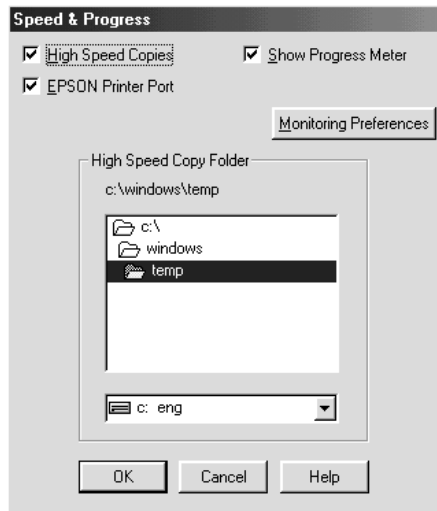 Speed & Progress
High Speed Copies
Show Progress Meter
EPSON Printer Port
Monitoring Preferences
High Speed Copy Folder
c:\windows\temp
c:\
windows
temp
c: eng
OK Cancel Help